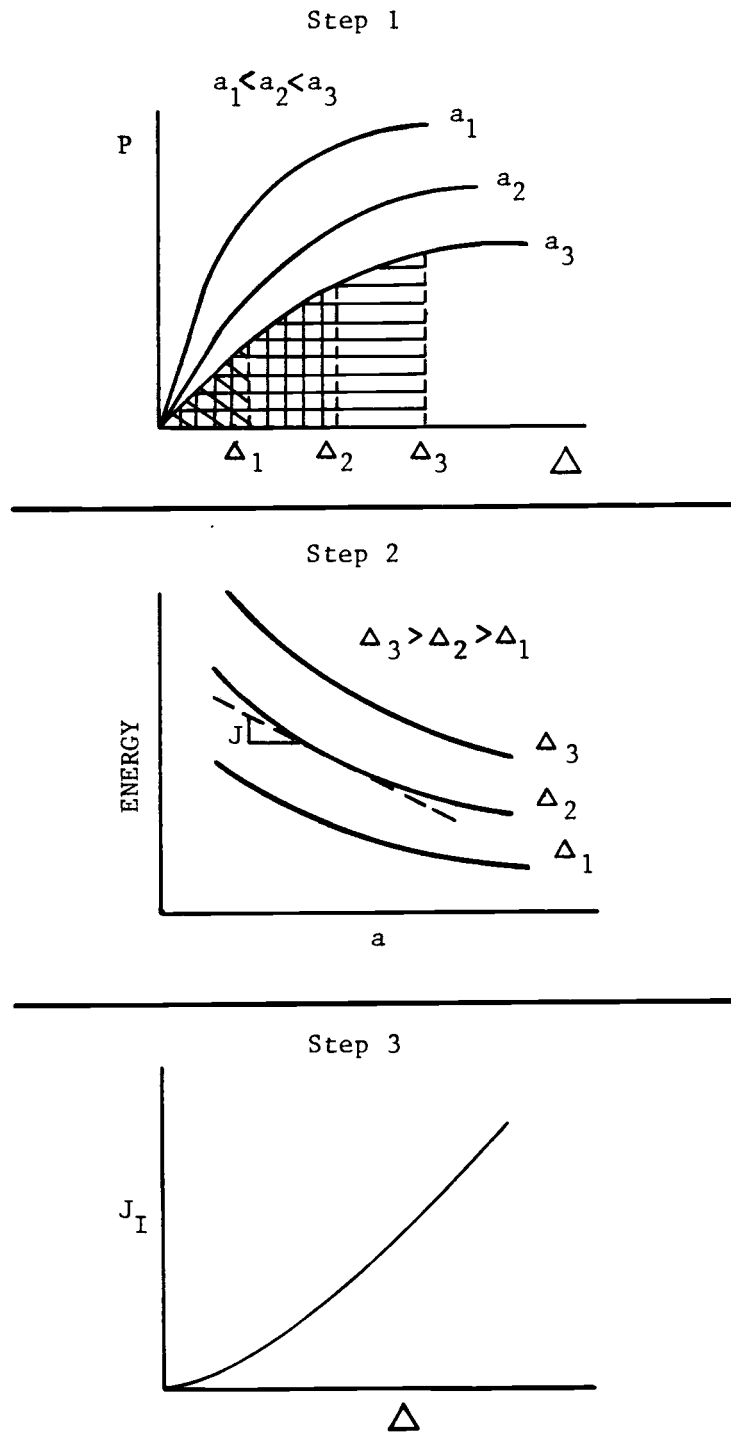 Step 1
a₁<a₂<a₃
P
a₁
a₂
a₃
Δ₁ Δ₂ Δ₃ Δ
Step 2
Δ₃>Δ₂>Δ₁
ENERGY
J
Δ₃
Δ₂
Δ₁
a
Step 3
J_I
Δ